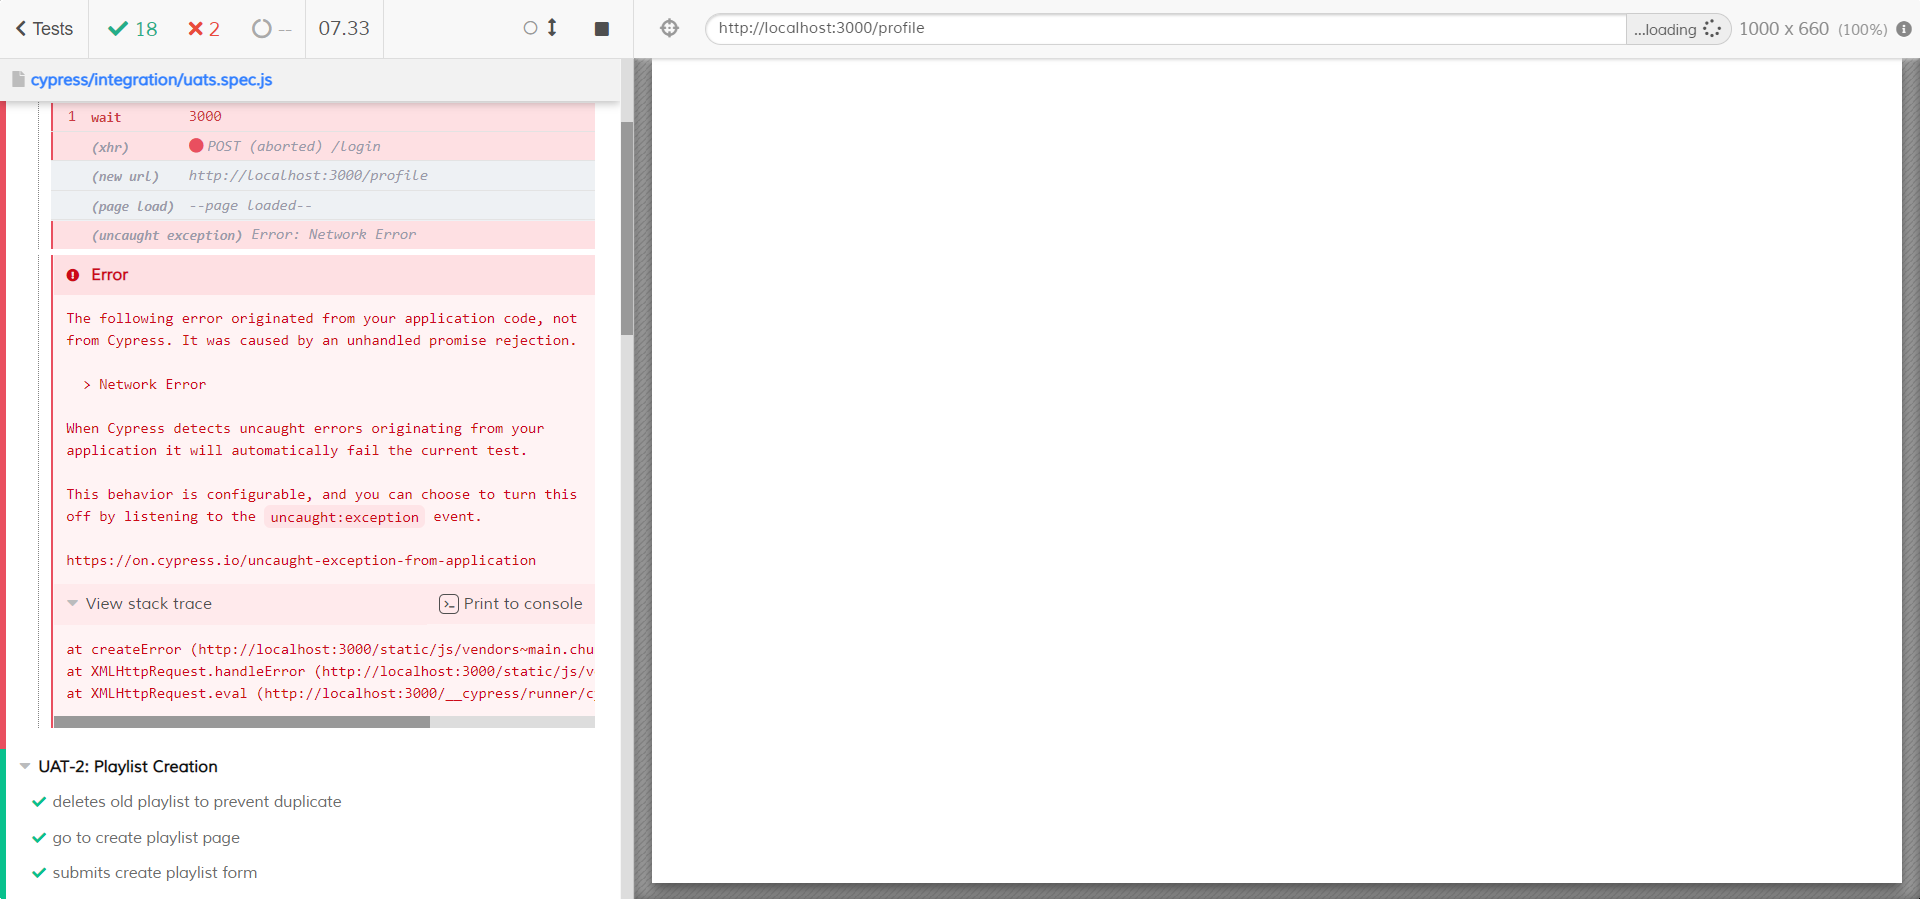 Tests 18 2 -- 07.33
http://localhost:3000/profile ...loading 1000 x 660 (100%)
cypress/integration/uats.spec.js
1 wait 3000
(xhr) POST (aborted) /login
(new url) http://localhost:3000/profile
(page load) --page loaded--
(uncaught exception) Error: Network Error
Error
The following error originated from your application code, not
from Cypress. It was caused by an unhandled promise rejection.
> Network Error
When Cypress detects uncaught errors originating from your
application it will automatically fail the current test.
This behavior is configurable, and you can choose to turn this
off by listening to the uncaught:exception event.
https://on.cypress.io/uncaught-exception-from-application
View stack trace Print to console
at createError (http://localhost:3000/static/js/vendors~main.chu
at XMLHttpRequest.handleError (http://localhost:3000/static/js/v
at XMLHttpRequest.eval (http://localhost:3000/__cypress/runner/c
UAT-2: Playlist Creation
deletes old playlist to prevent duplicate
go to create playlist page
submits create playlist form